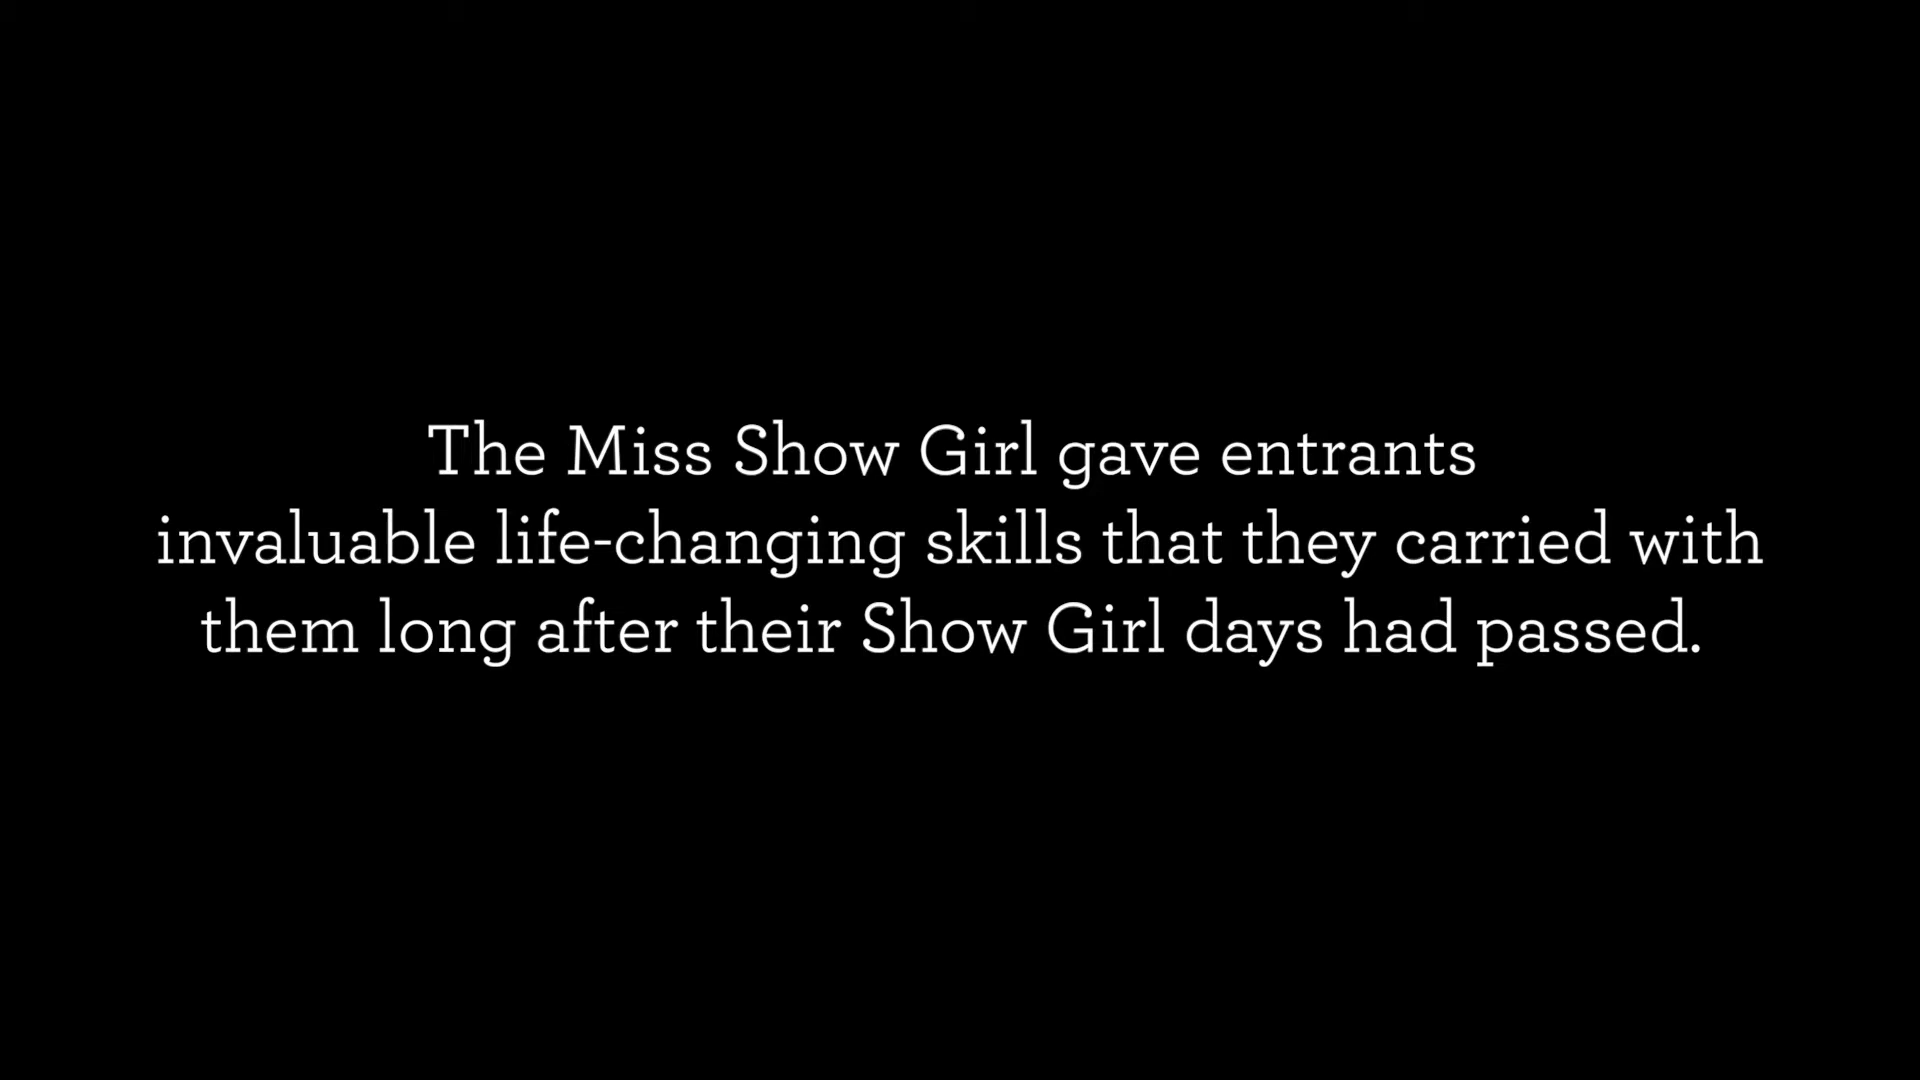 The Miss Show Girl gave entrants
invaluable life-changing skills that they carried with
them long after their Show Girl days had passed.